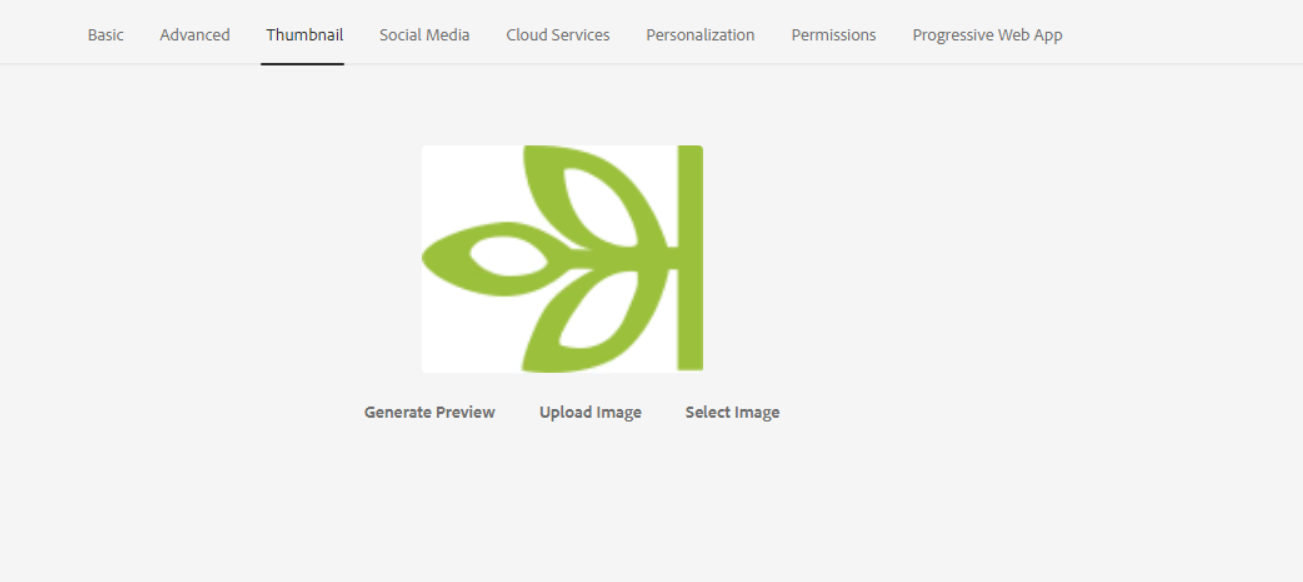 Basic Advanced Thumbnail Social Media Cloud Services Personalization Permissions Progressive Web App
Generate Preview Upload Image Select Image